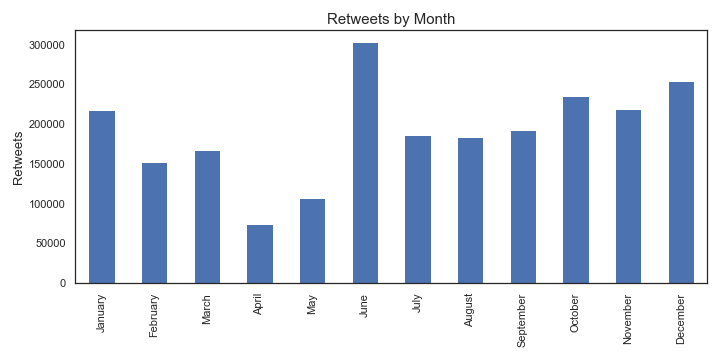 Retweets by Month
Retweets
300000
250000
200000
150000
100000
50000
0
January
February
March
April
May
June
July
August
September
October
November
December